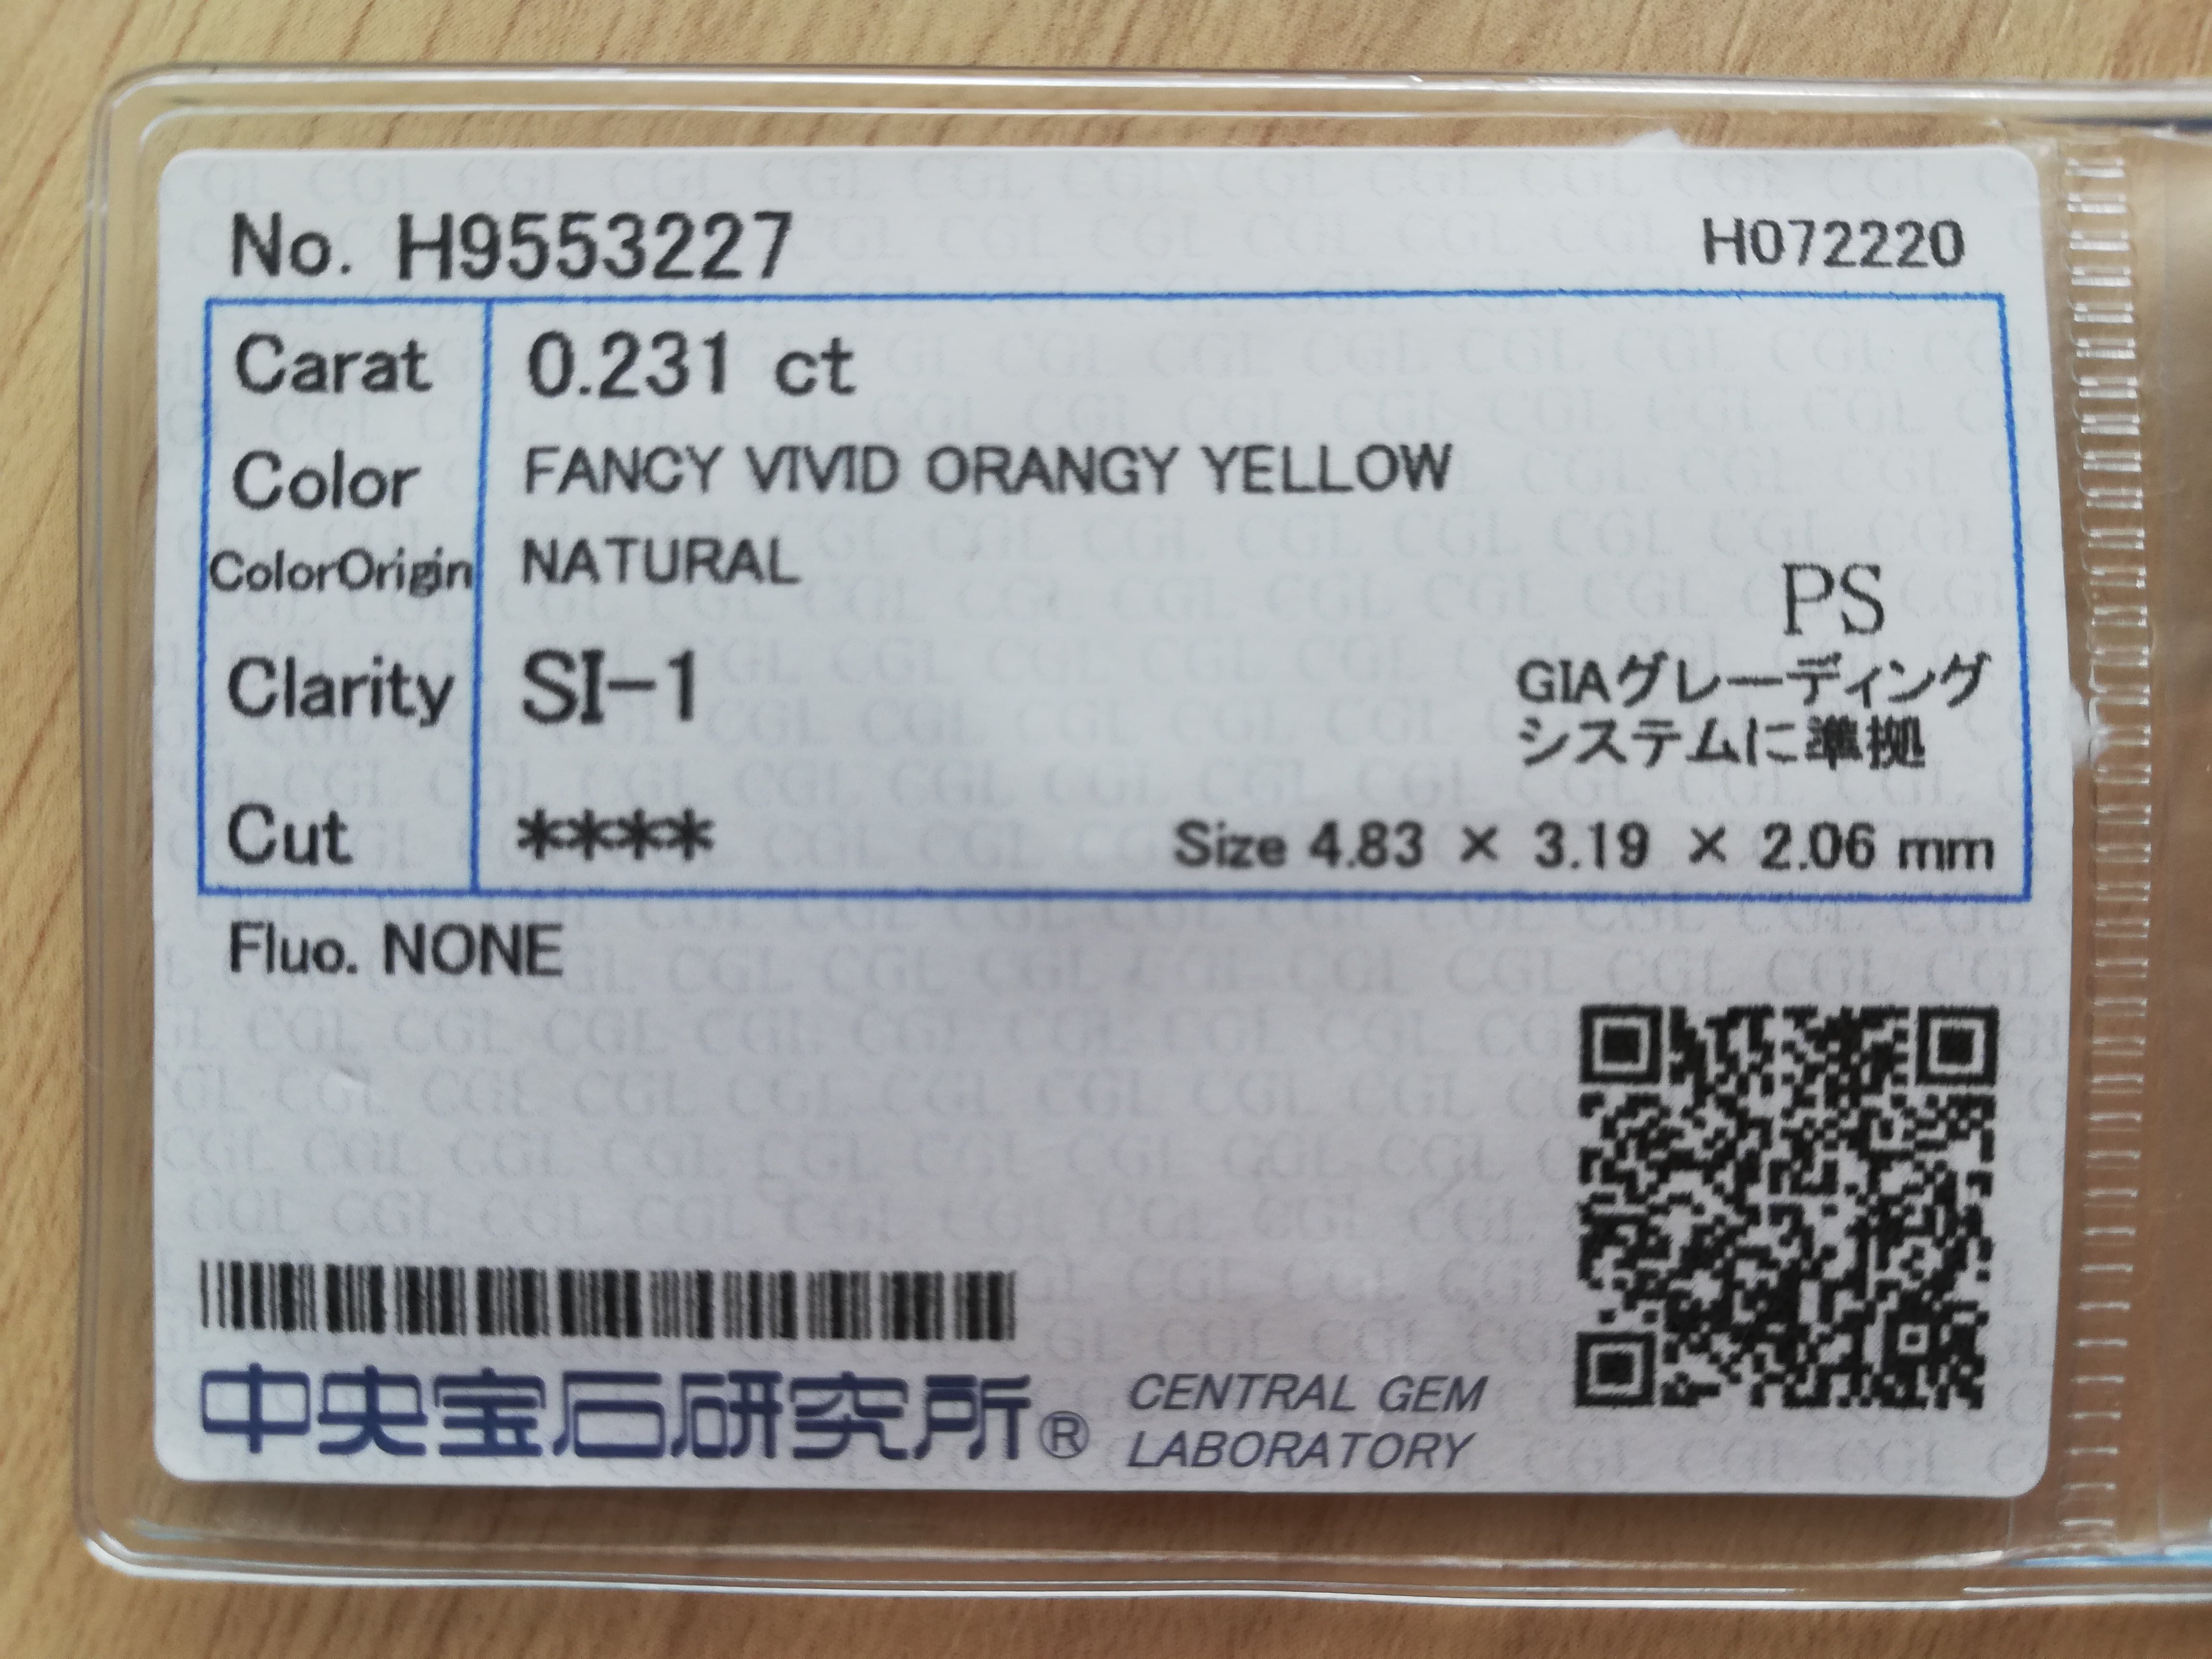 No. H9553227 H072220
Carat 0.231 ct
Color FANCY VIVID ORANGY YELLOW
ColorOrigin NATURAL
PS
Clarity SI-1 GIAグレーディング
システムに準拠
Cut **** Size 4.83 × 3.19 × 2.06 mm
Fluo. NONE
中央宝石研究所® CENTRAL GEM
LABORATORY